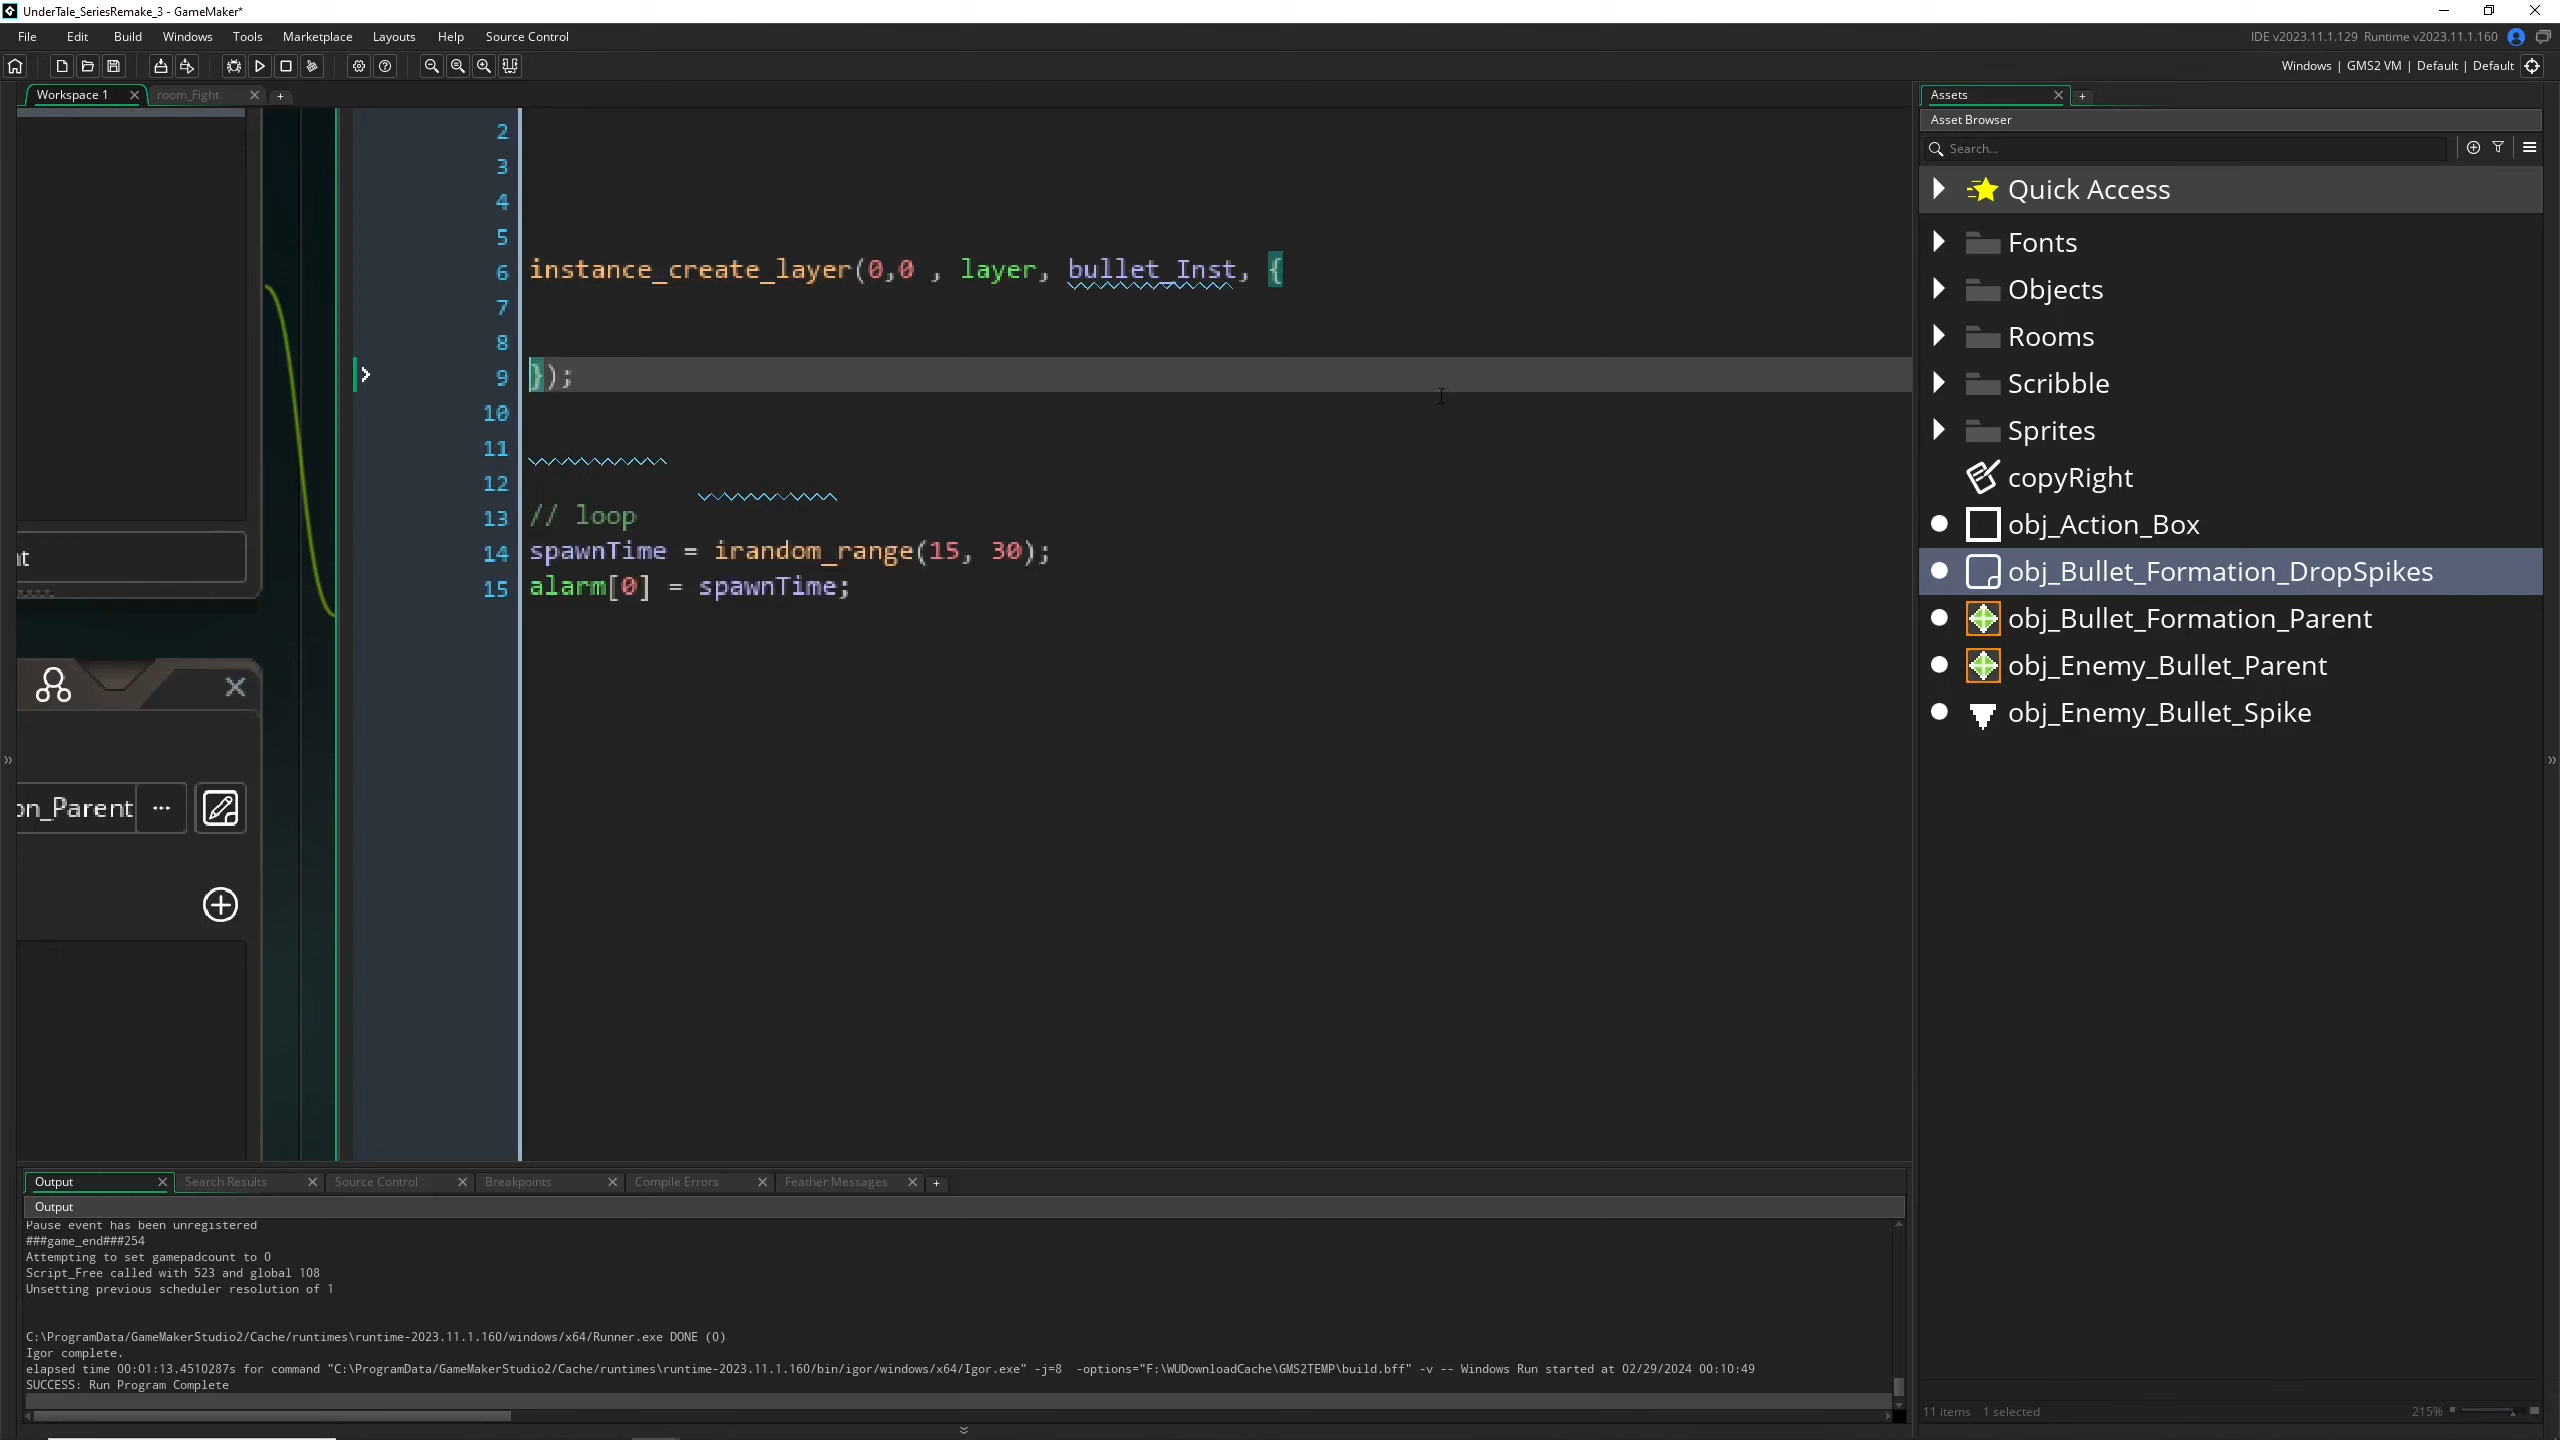 UnderTale_SeriesRemake_3 - GameMaker*
File Edit Build Windows Tools Marketplace Layouts Help Source Control
IDE v2023.11.1.129 Runtime v2023.11.1.160
Windows | GMS2 VM | Default | Default
Workspace 1
room_Fight
Assets
Asset Browser
Search...
Quick Access
Fonts
Objects
Rooms
Scribble
Sprites
copyRight
obj_Action_Box
obj_Bullet_Formation_DropSpikes
obj_Bullet_Formation_Parent
obj_Enemy_Bullet_Parent
obj_Enemy_Bullet_Spike
11 items 1 selected
215%
2
3
4
5
6 instance_create_layer(0,0 , layer, bullet_Inst, {
7
8
9 });
10
11
12
13 // loop
14 spawnTime = irandom_range(15, 30);
15 alarm[0] = spawnTime;
on_Parent
Output
Search Results
Source Control
Breakpoints
Compile Errors
Feather Messages
Output
Pause event has been unregistered
###game_end###254
Attempting to set gamepadcount to 0
Script_Free called with 523 and global 108
Unsetting previous scheduler resolution of 1
C:\ProgramData/GameMakerStudio2/Cache/runtimes\runtime-2023.11.1.160/windows/x64/Runner.exe DONE (0)
Igor complete.
elapsed time 00:01:13.4510287s for command "C:\ProgramData/GameMakerStudio2/Cache/runtimes\runtime-2023.11.1.160/bin/igor/windows/x64/Igor.exe" -j=8 -options="F:\WUDownloadCache\GMS2TEMP\build.bff" -v -- Windows Run started at 02/29/2024 00:10:49
SUCCESS: Run Program Complete